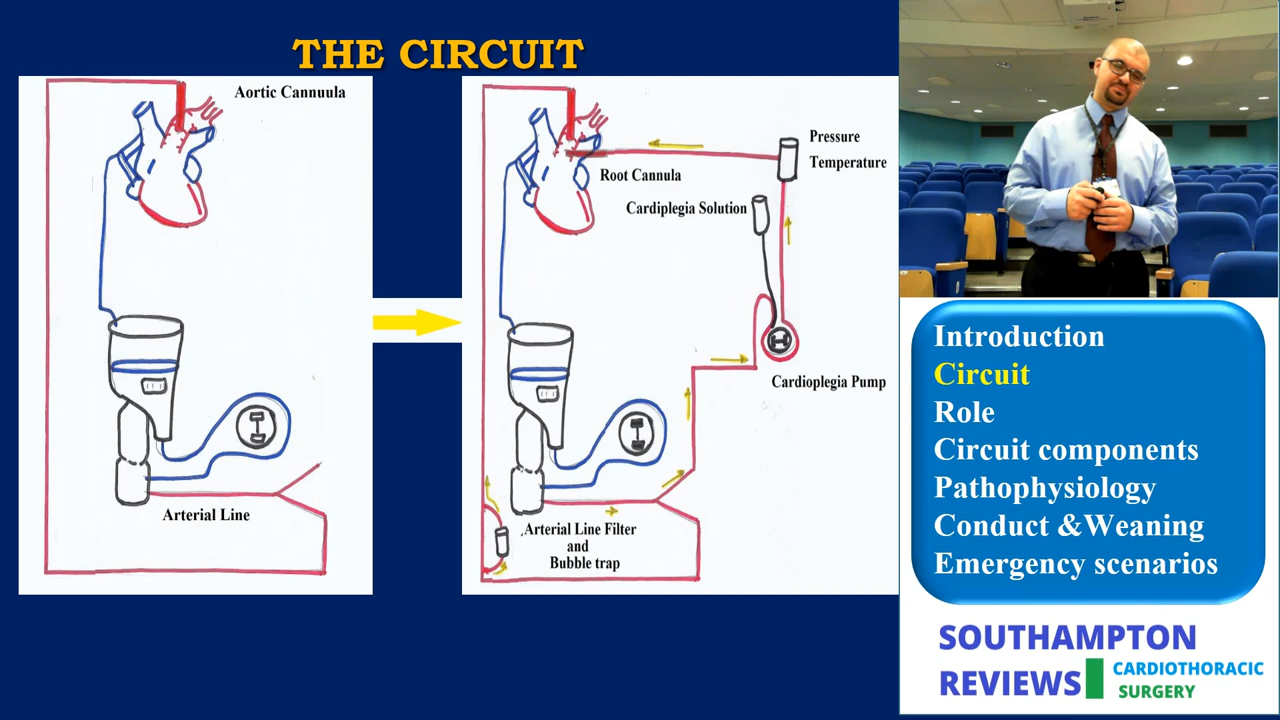 THE CIRCUIT
Aortic Cannuula
Arterial Line
Pressure
Temperature
Root Cannula
Cardiplegia Solution
Cardioplegia Pump
Arterial Line Filter
and
Bubble trap
Introduction
Circuit
Role
Circuit components
Pathophysiology
Conduct &Weaning
Emergency scenarios
SOUTHAMPTON
REVIEWS
CARDIOTHORACIC
SURGERY